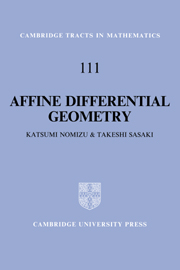 CAMBRIDGE TRACTS IN MATHEMATICS
111
AFFINE DIFFERENTIAL
GEOMETRY
KATSUMI NOMIZU & TAKESHI SASAKI
CAMBRIDGE UNIVERSITY PRESS